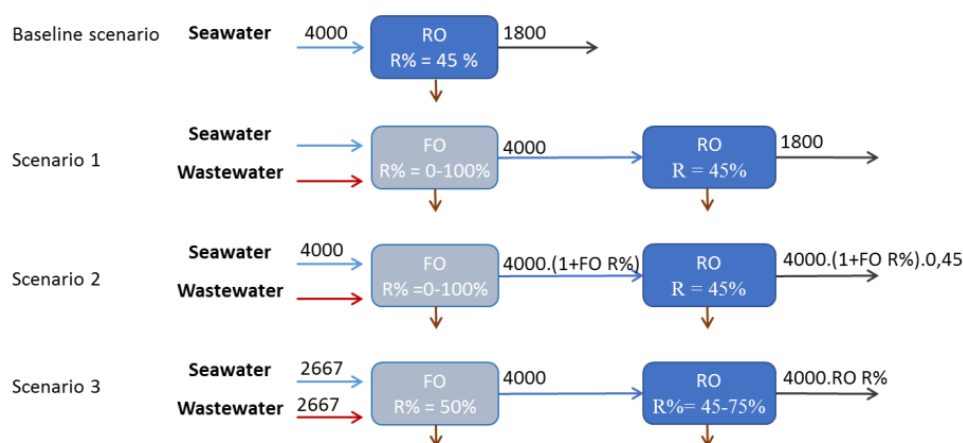 Baseline scenario Seawater 4000 RO 1800
R% = 45 %
Seawater FO 4000 RO 1800
Scenario 1 Wastewater R% = 0-100% R = 45%
Seawater 4000 FO 4000.(1+FO R%) RO 4000.(1+FO R%).0,45
Scenario 2 Wastewater R% =0-100% R = 45%
Seawater 2667 FO 4000 RO 4000.RO R%
Scenario 3 Wastewater 2667 R% = 50% R%= 45-75%